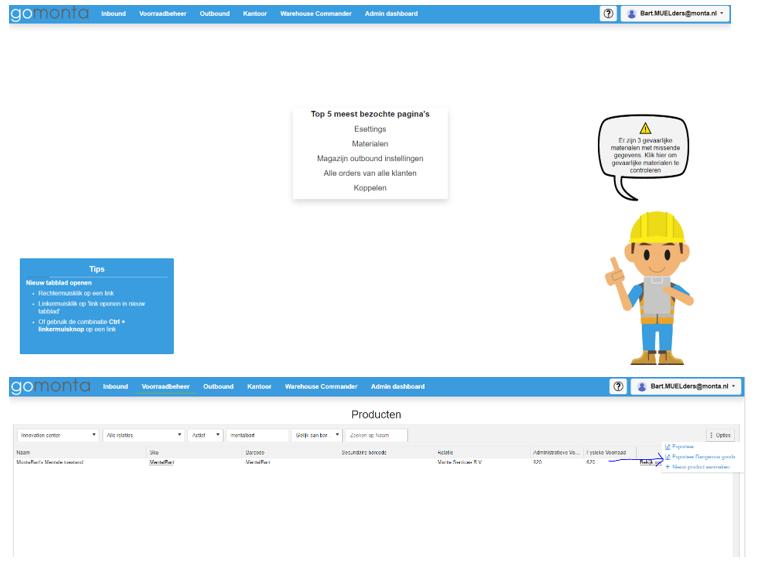 gomonta Inbound Voorraadbeheer Outbound Kantoor Warehouse Commander Admin dashboard ? Bart.MUELders@monta.nl
Top 5 meest bezochte pagina's
Esettings
Materialen
Magazijn outbound instellingen
Alle orders van alle klanten
Koppelen
Er zijn 3 gevaarlijke
materialen met missende
gegevens. Klik hier om
gevaarlijke materialen te
controleren
Tips
Nieuw tabblad openen
• Rechtermuisklik op een link
• Linkermuisklik op 'link openen in nieuw
tabblad'
• Of gebruik de combinatie Ctrl +
linkermuisknop op een link
gomonta Inbound Voorraadbeheer Outbound Kantoor Warehouse Commander Admin dashboard ? Bart.MUELders@monta.nl
Producten
Innovation center Alle relaties Actief mentalbart Gelijk aan bar... Zoeken op Naam Opties
Naam Sku Barcode Secundaire barcode Relatie Administratieve Vo... Fysieke Voorraad
Exporteer
MontaBart's Mentale toestand MentalBart MentalBart Monta Services B.V. 620 620 Bekijk
Exporteer Dangerous goods
+ Nieuw product aanmaken